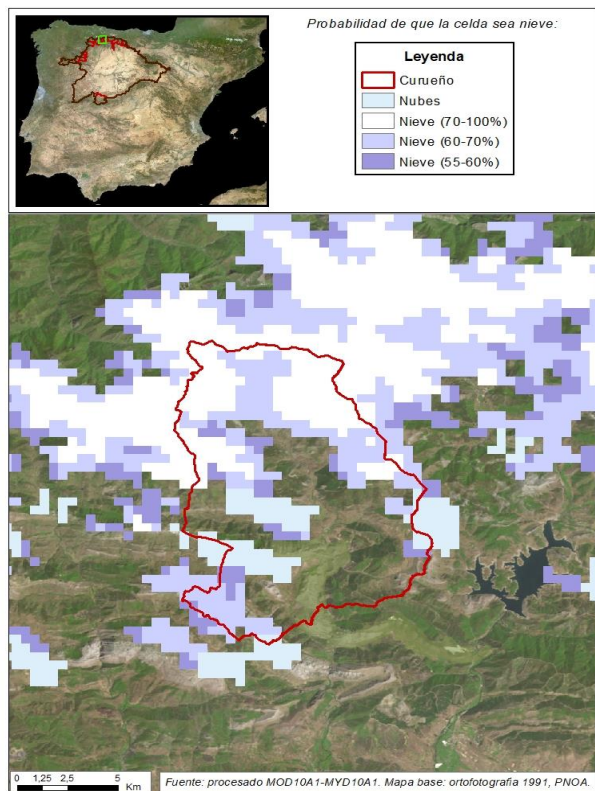 Probabilidad de que la celda sea nieve:
Leyenda
Curueño
Nubes
Nieve (70-100%)
Nieve (60-70%)
Nieve (55-60%)
0 1,25 2,5 5
Km
Fuente: procesado MOD10A1-MYD10A1. Mapa base: ortofotografia 1991, PNOA.